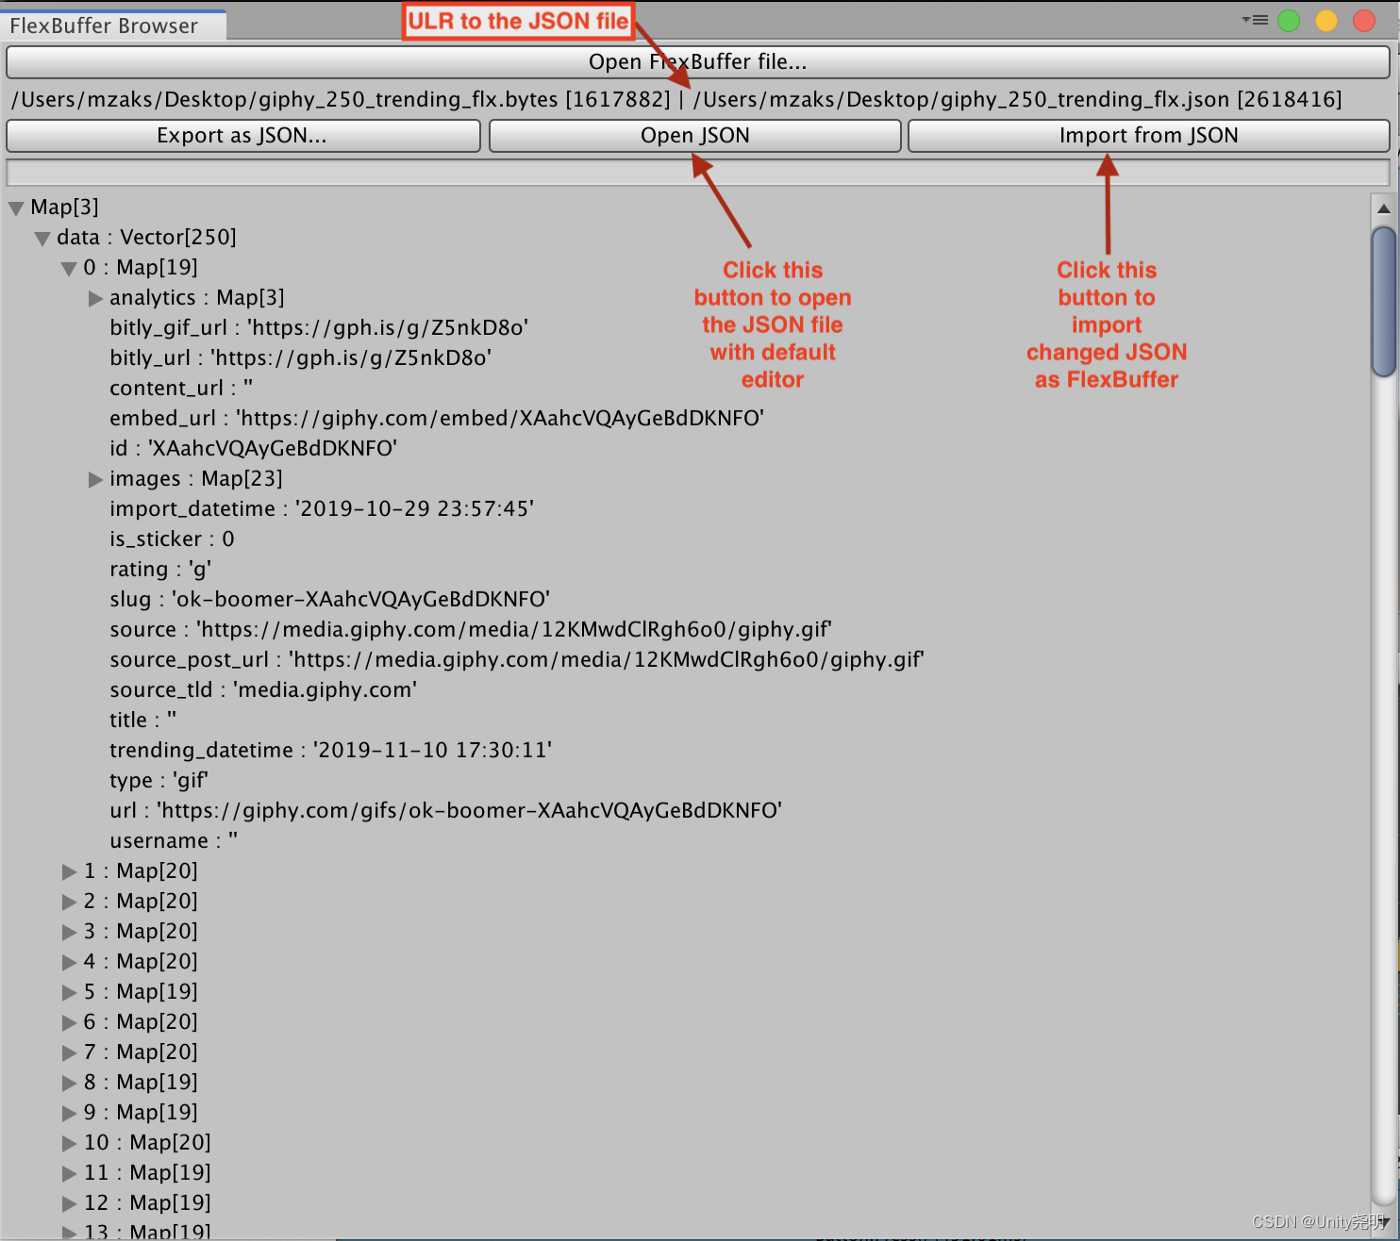 FlexBuffer Browser
ULR to the JSON file
Open FlexBuffer file...
/Users/mzaks/Desktop/giphy_250_trending_flx.bytes [1617882] | /Users/mzaks/Desktop/giphy_250_trending_flx.json [2618416]
Export as JSON...
Open JSON
Import from JSON
Click this
button to open
the JSON file
with default
editor
Click this
button to
import
changed JSON
as FlexBuffer
Map[3]
data : Vector[250]
0 : Map[19]
analytics : Map[3]
bitly_gif_url : 'https://gph.is/g/Z5nkD8o'
bitly_url : 'https://gph.is/g/Z5nkD8o'
content_url : ''
embed_url : 'https://giphy.com/embed/XAahcVQAyGeBdDKNFO'
id : 'XAahcVQAyGeBdDKNFO'
images : Map[23]
import_datetime : '2019-10-29 23:57:45'
is_sticker : 0
rating : 'g'
slug : 'ok-boomer-XAahcVQAyGeBdDKNFO'
source : 'https://media.giphy.com/media/12KMwdClRgh6o0/giphy.gif'
source_post_url : 'https://media.giphy.com/media/12KMwdClRgh6o0/giphy.gif'
source_tld : 'media.giphy.com'
title : ''
trending_datetime : '2019-11-10 17:30:11'
type : 'gif'
url : 'https://giphy.com/gifs/ok-boomer-XAahcVQAyGeBdDKNFO'
username : ''
1 : Map[20]
2 : Map[20]
3 : Map[20]
4 : Map[20]
5 : Map[19]
6 : Map[20]
7 : Map[20]
8 : Map[19]
9 : Map[19]
10 : Map[20]
11 : Map[19]
12 : Map[19]
13 : Map[19]
CSDN @Unity尧明